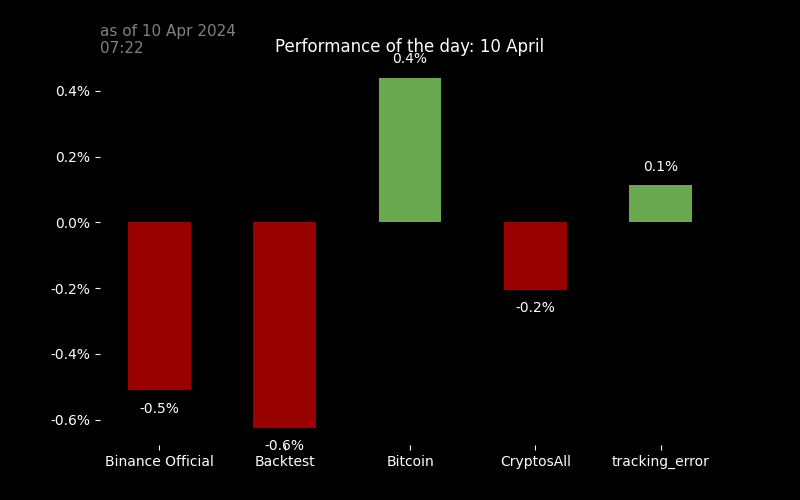 as of 10 Apr 2024
07:22
Performance of the day: 10 April
0.4%
0.4%
0.2%
0.1%
0.0%
-0.2%
-0.2%
-0.4%
-0.5%
-0.6%
-0.6%
Binance Official
Backtest
Bitcoin
CryptosAll
tracking_error